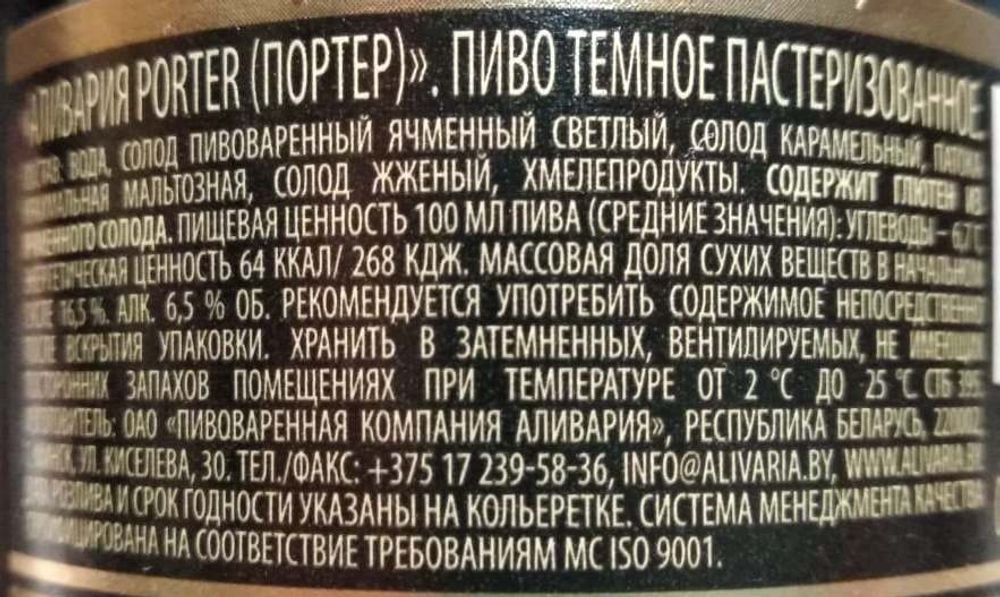 «АЛИВАРИЯ PORTER (ПОРТЕР)». ПИВО ТЕМНОЕ ПАСТЕРИЗОВАННОЕ.
ВОДА, СОЛОД ПИВОВАРЕННЫЙ ЯЧМЕННЫЙ СВЕТЛЫЙ, СОЛОД КАРАМЕЛЬНЫЙ, ПАТОКА
МАЛЬТОЗНАЯ, СОЛОД ЖЖЕНЫЙ, ХМЕЛЕПРОДУКТЫ. СОДЕРЖИТ ГЛЮТЕН ИЗ
СОЛОДА. ПИЩЕВАЯ ЦЕННОСТЬ 100 МЛ ПИВА (СРЕДНИЕ ЗНАЧЕНИЯ): УГЛЕВОДЫ –
ЦЕННОСТЬ 64 ККАЛ/ 268 КДЖ. МАССОВАЯ ДОЛЯ СУХИХ ВЕЩЕСТВ В НАЧАЛЬНОМ
16,5 %. АЛК. 6,5 % ОБ. РЕКОМЕНДУЕТСЯ УПОТРЕБИТЬ СОДЕРЖИМОЕ НЕПОСРЕДСТВЕННО
ВСКРЫТИЯ УПАКОВКИ. ХРАНИТЬ В ЗАТЕМНЕННЫХ, ВЕНТИЛИРУЕМЫХ, НЕ ИМЕЮЩИХ
ПОСТОРОННИХ ЗАПАХОВ ПОМЕЩЕНИЯХ ПРИ ТЕМПЕРАТУРЕ ОТ 2 °C ДО 25 °C. СТБ 395.
ОАО «ПИВОВАРЕННАЯ КОМПАНИЯ АЛИВАРИЯ», РЕСПУБЛИКА БЕЛАРУСЬ, 220002,
УЛ. КИСЕЛЕВА, 30. ТЕЛ./ФАКС: +375 17 239-58-36, INFO@ALIVARIA.BY, WWW.ALIVARIA.BY
РОЗЛИВА И СРОК ГОДНОСТИ УКАЗАНЫ НА КОЛЬЕРЕТКЕ. СИСТЕМА МЕНЕДЖМЕНТА КАЧЕСТВА
НА СООТВЕТСТВИЕ ТРЕБОВАНИЯМ МС ISO 9001.